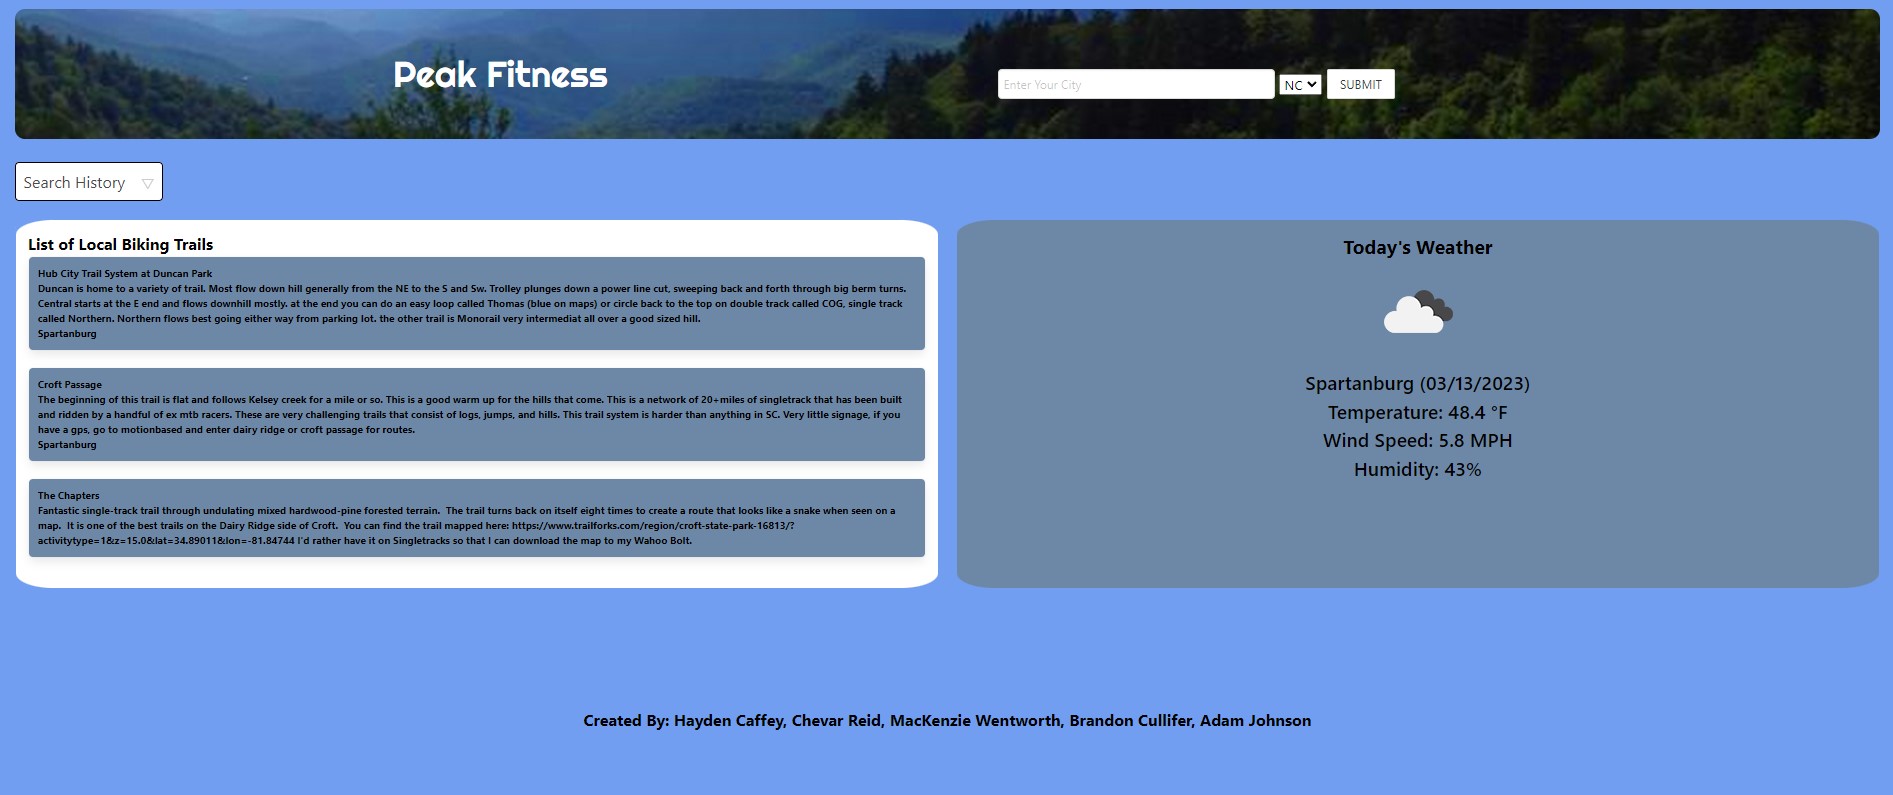 Peak Fitness
Enter Your City
NC
SUBMIT
Search History
List of Local Biking Trails
Hub City Trail System at Duncan Park
Duncan is home to a variety of trail. Most flow down hill generally from the NE to the S and Sw. Trolley plunges down a power line cut, sweeping back and forth through big berm turns.
Central starts at the E end and flows downhill mostly. at the end you can do an easy loop called Thomas (blue on maps) or circle back to the top on double track called COG, single track
called Northern. Northern flows best going either way from parking lot. the other trail is Monorail very intermediat all over a good sized hill.
Spartanburg
Croft Passage
The beginning of this trail is flat and follows Kelsey creek for a mile or so. This is a good warm up for the hills that come. This is a network of 20+miles of singletrack that has been built
and ridden by a handful of ex mtb racers. These are very challenging trails that consist of logs, jumps, and hills. This trail system is harder than anything in SC. Very little signage, if you
have a gps, go to motionbased and enter dairy ridge or croft passage for routes.
Spartanburg
The Chapters
Fantastic single-track trail through undulating mixed hardwood-pine forested terrain.  The trail turns back on itself eight times to create a route that looks like a snake when seen on a
map.  It is one of the best trails on the Dairy Ridge side of Croft.  You can find the trail mapped here: https://www.trailforks.com/region/croft-state-park-16813/?
activitytype=1&z=15.0&lat=34.89011&lon=-81.84744 I'd rather have it on Singletracks so that I can download the map to my Wahoo Bolt.
Today's Weather
Spartanburg (03/13/2023)
Temperature: 48.4 °F
Wind Speed: 5.8 MPH
Humidity: 43%
Created By: Hayden Caffey, Chevar Reid, MacKenzie Wentworth, Brandon Cullifer, Adam Johnson